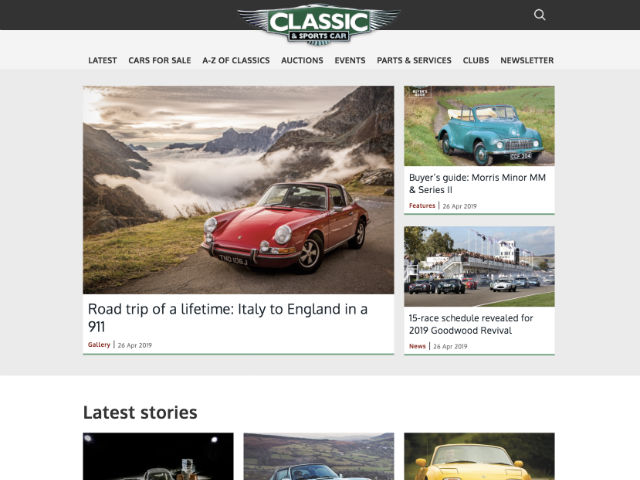 CLASSIC
& SPORTS CAR
LATEST CARS FOR SALE A-Z OF CLASSICS AUCTIONS EVENTS PARTS & SERVICES CLUBS NEWSLETTER
TNO 106J
Road trip of a lifetime: Italy to England in a
911
Gallery | 26 Apr 2019
Buyer's guide: Morris Minor MM
& Series II
Features | 26 Apr 2019
15-race schedule revealed for
2019 Goodwood Revival
News | 26 Apr 2019
Latest stories